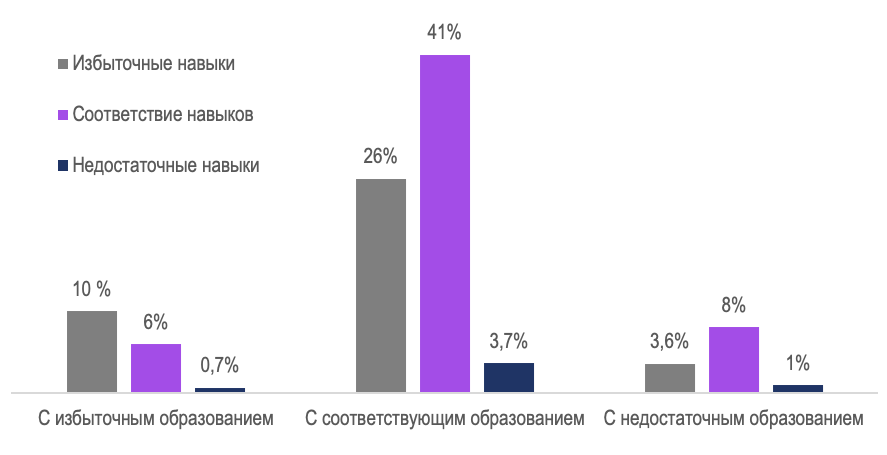 41%
Избыточные навыки
Соответствие навыков
26%
Недостаточные навыки
10 %
8%
6%
3,7%
3,6%
0,7%
1%
С избыточным образованием
С соответствующим образованием
С недостаточным образованием